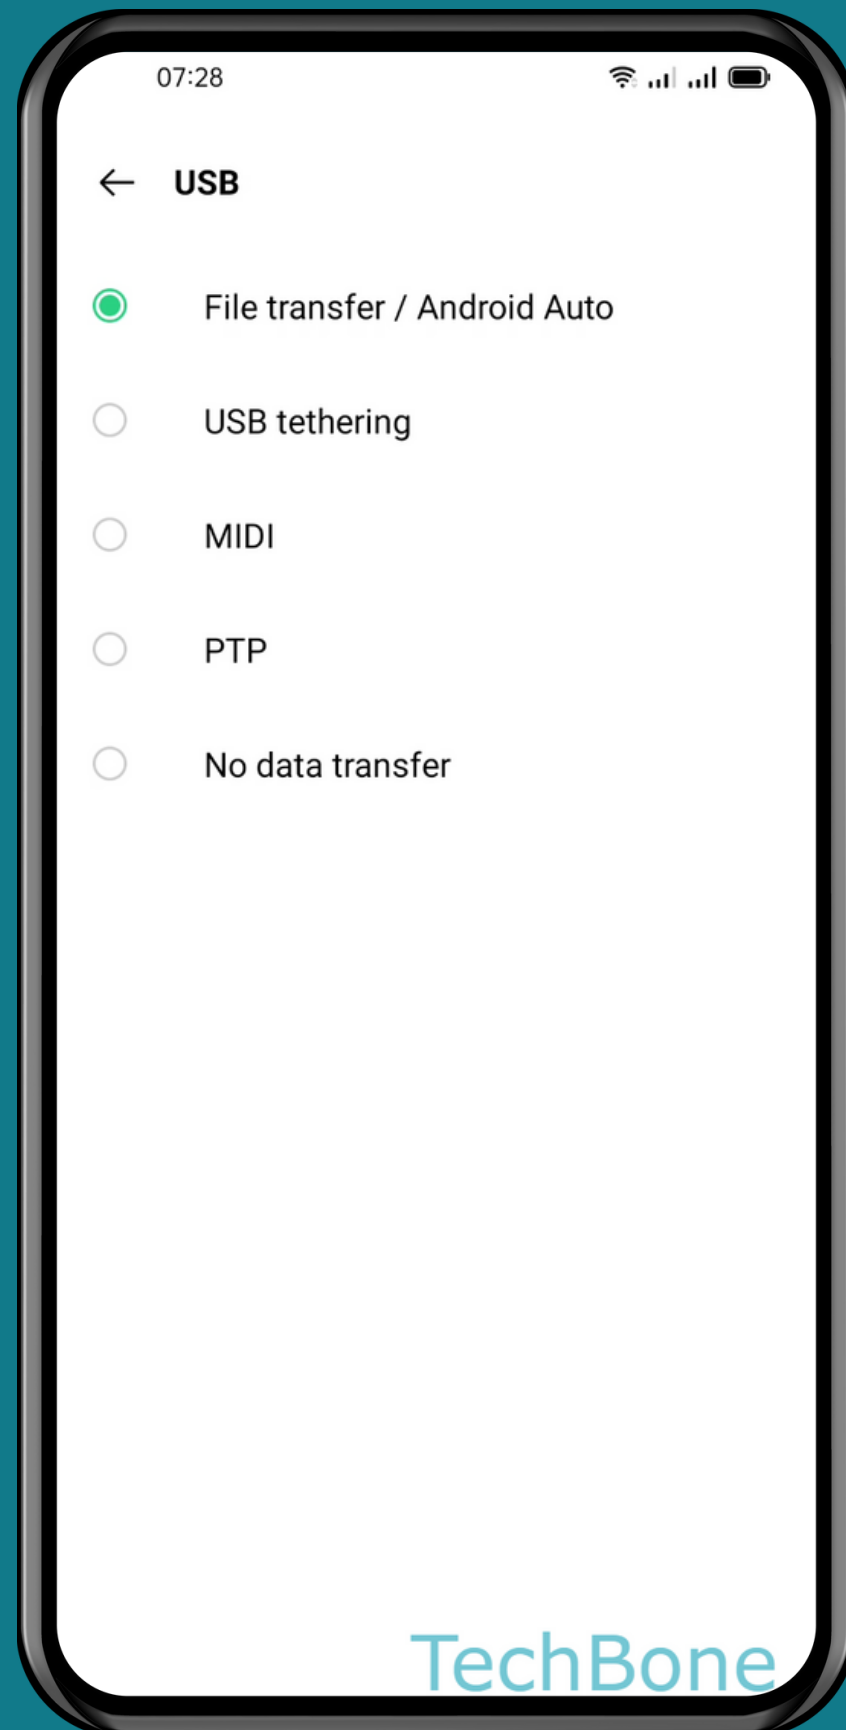 07:28
USB
File transfer / Android Auto
USB tethering
MIDI
PTP
No data transfer
TechBone